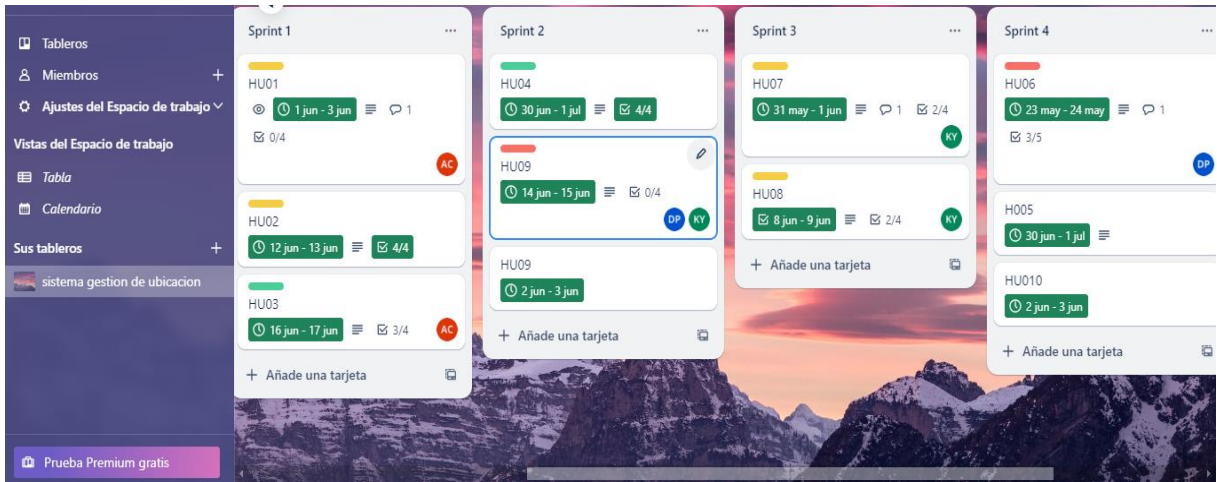 Tableros
Miembros +
Ajustes del Espacio de trabajo
Vistas del Espacio de trabajo
Tabla
Calendario
Sus tableros +
sistema gestion de ubicacion
Prueba Premium gratis
Sprint 1 ...
HU01
1 jun - 3 jun 1
0/4
AC
HU02
12 jun - 13 jun 4/4
HU03
16 jun - 17 jun 3/4 AC
+ Añade una tarjeta
Sprint 2 ...
HU04
30 jun - 1 jul 4/4
HU09
14 jun - 15 jun 0/4
DP KY
HU09
2 jun - 3 jun
+ Añade una tarjeta
Sprint 3 ...
HU07
31 may - 1 jun 1 2/4
KY
HU08
8 jun - 9 jun 2/4 KY
+ Añade una tarjeta
Sprint 4 ...
HU06
23 may - 24 may 1
3/5
DP
H005
30 jun - 1 jul
HU010
2 jun - 3 jun
+ Añade una tarjeta